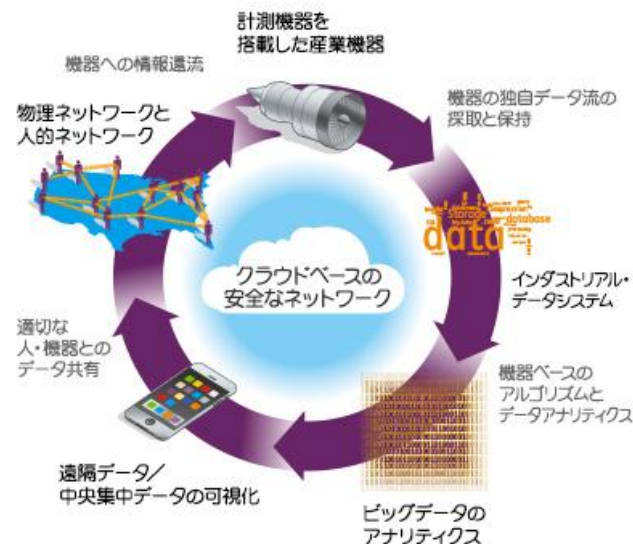 計測機器を
搭載した産業機器
機器への情報還流
機器の独自データ流の
採取と保持
物理ネットワークと
人的ネットワーク
Storage
database
data
クラウドベースの
安全なネットワーク
インダストリアル・
データシステム
適切な
人・機器との
データ共有
機器ベースの
アルゴリズムと
データアナリティクス
遠隔データ/
中央集中データの可視化
ビッグデータの
アナリティクス